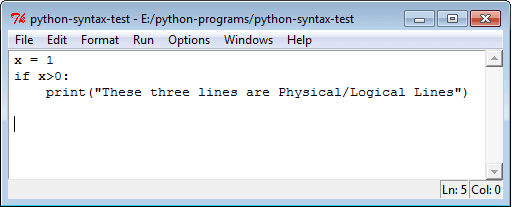 python-syntax-test - E:/python-programs/python-syntax-test
File Edit Format Run Options Windows Help
x = 1
if x>0:
    print("These three lines are Physical/Logical Lines")
Ln: 5 Col: 0